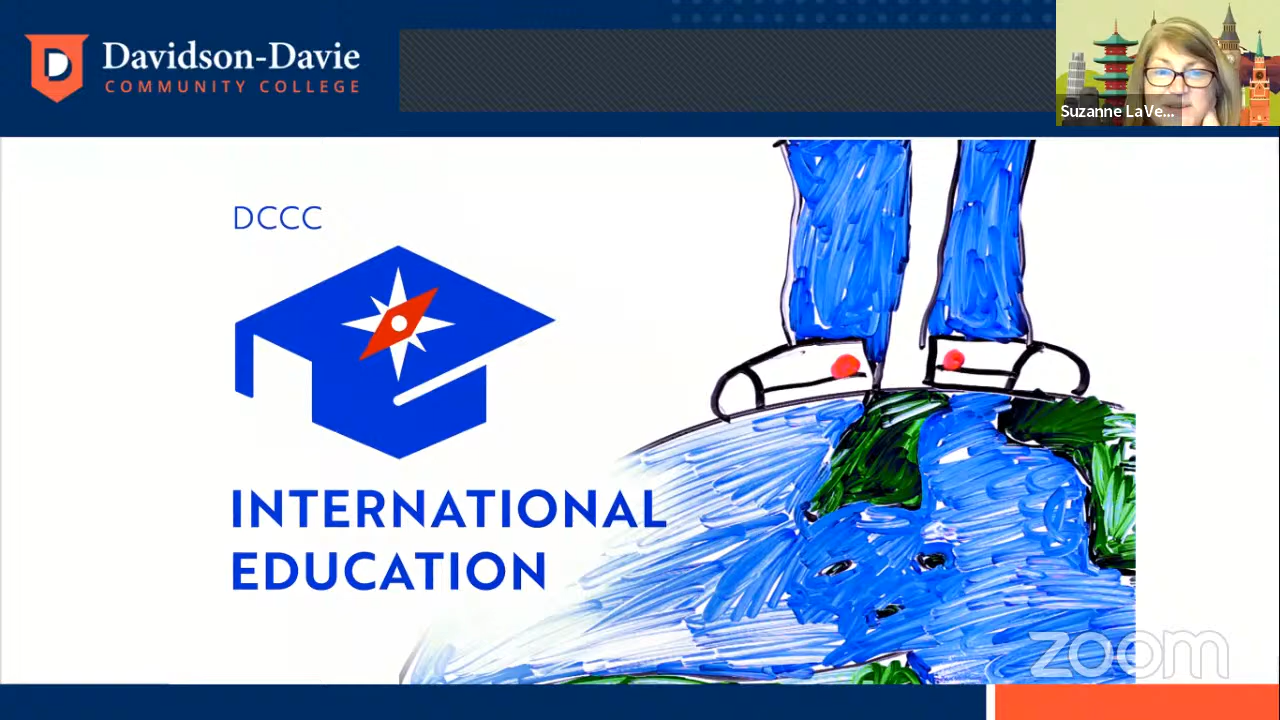 Davidson-Davie
COMMUNITY COLLEGE
Suzanne LaVe...
DCCC
INTERNATIONAL
EDUCATION
zoom